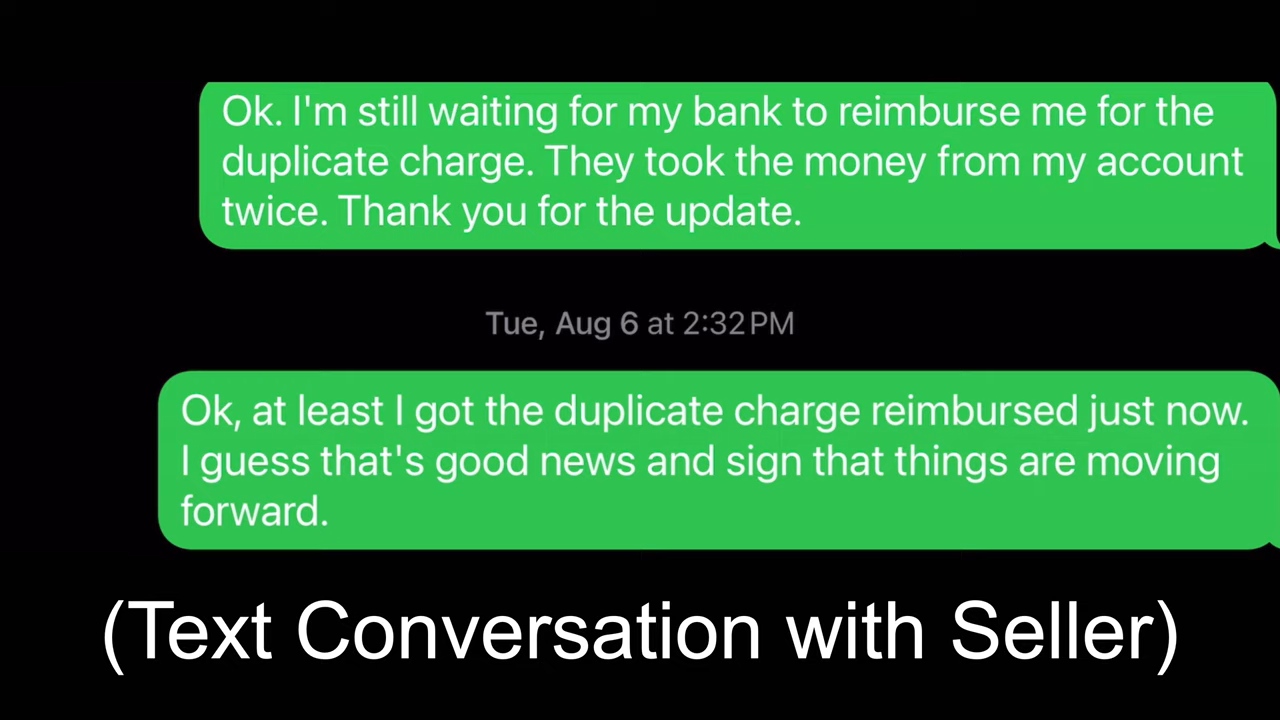 Ok. I'm still waiting for my bank to reimburse me for the
duplicate charge. They took the money from my account
twice. Thank you for the update.
Tue, Aug 6 at 2:32 PM
Ok, at least I got the duplicate charge reimbursed just now.
I guess that's good news and sign that things are moving
forward.
(Text Conversation with Seller)